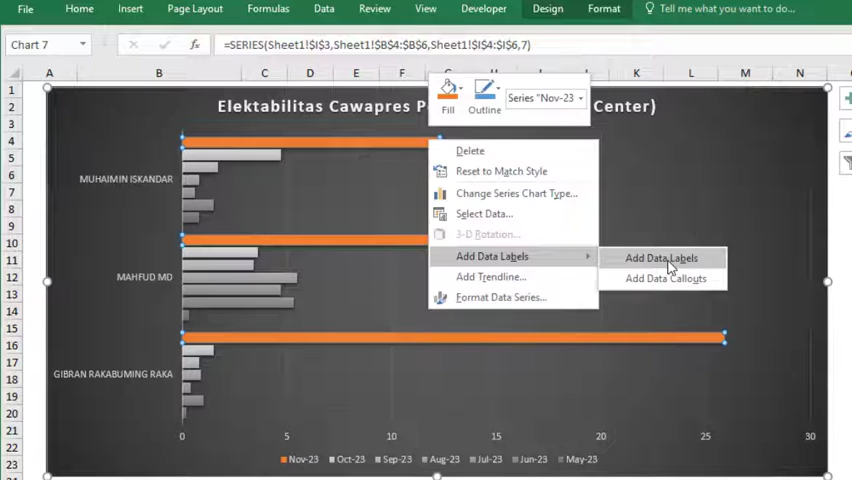 File Home Insert Page Layout Formulas Data Review View Developer Design Format Tell me what you want to do...
Chart 7 fx =SERIES(Sheet1!$I$3,Sheet1!$B$4:$B$6,Sheet1!$I$4:$I$6,7)
A B C D E F K L M N
1
2
3
4
5
6
7
8
9
10
11
12
13
14
15
16
17
18
19
20
21
22
23
Fill Outline Series "Nov-23
Elektabilitas Cawapres Center)
Delete
Reset to Match Style
Change Series Chart Type...
Select Data...
3-D Rotation...
Add Data Labels
Add Trendline...
Format Data Series...
Add Data Labels
Add Data Callouts
MUHAIMIN ISKANDAR
MAHFUD MD
GIBRAN RAKABUMING RAKA
0 5 10 15 20 25 30
Nov-23 Oct-23 Sep-23 Aug-23 Jul-23 Jun-23 May-23